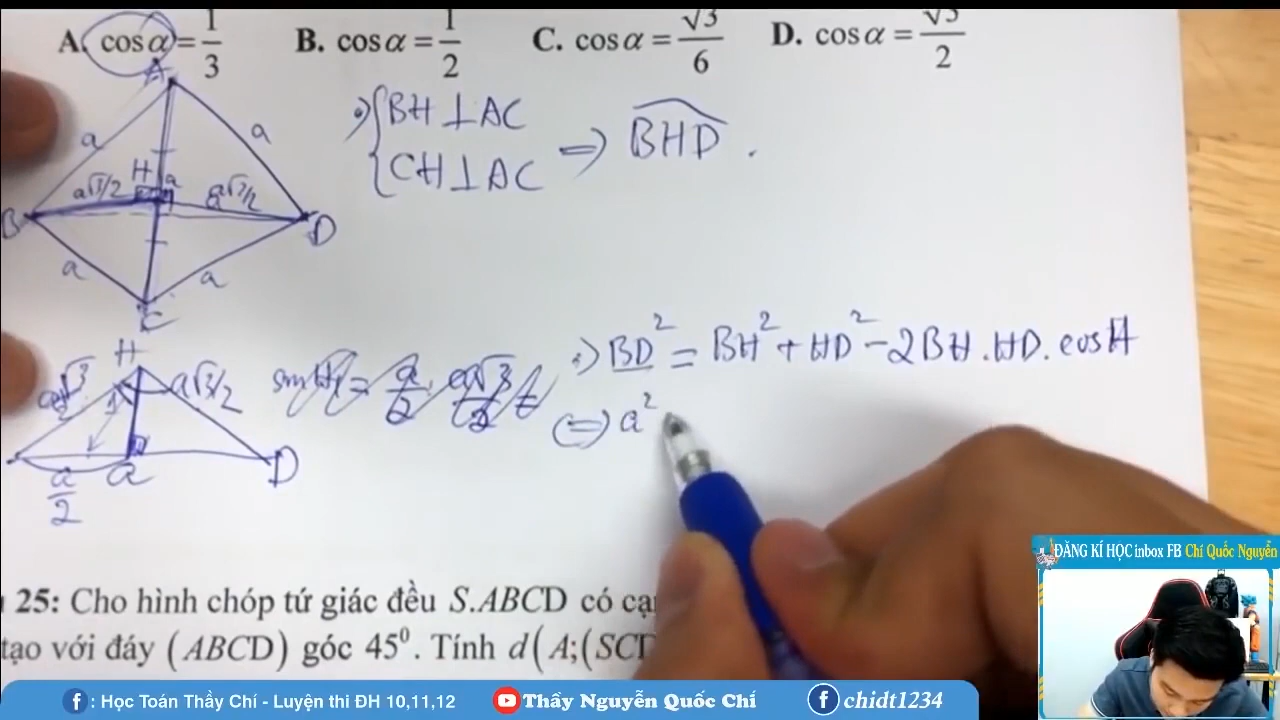 A. cosα = 1/3 B. cosα = 1/2 C. cosα = √3/6 D. cosα = √3/2
A
a a
H a
a√3/2 a√3/2
B D
a a
C
BH ⊥ AC
CH ⊥ AC
⇒ BHD.
H
a√3/2
1
a/2 a D
•) BD² = BH² + HD² − 2BH.HD.cosH
(=) a²
25: Cho hình chóp tứ giác đều S.ABCD có
tạo với đáy (ABCD) góc 45⁰. Tính d(A;(SCD
ĐĂNG KÍ HỌC inbox FB Chí Quốc Nguyễn
f : Học Toán Thầy Chí - Luyện thi ĐH 10,11,12 Thầy Nguyễn Quốc Chí f chidt1234